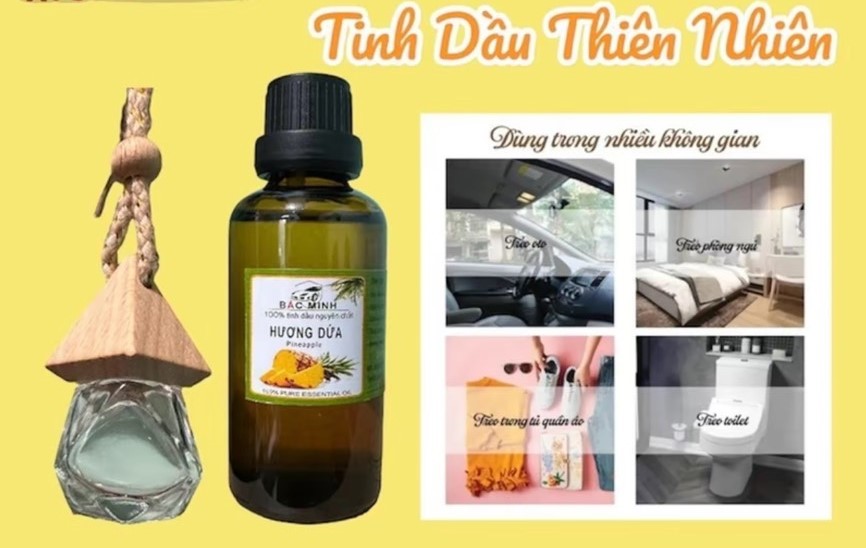 Tinh Dầu Thiên Nhiên
Dùng trong nhiều không gian
Treo oto
Treo phòng ngủ
Treo trong tủ quần áo
Treo toilet
BẮC MINH
100% tinh dầu nguyên chất
HƯƠNG DỨA
Pineapple
100% PURE ESSENTIAL OIL